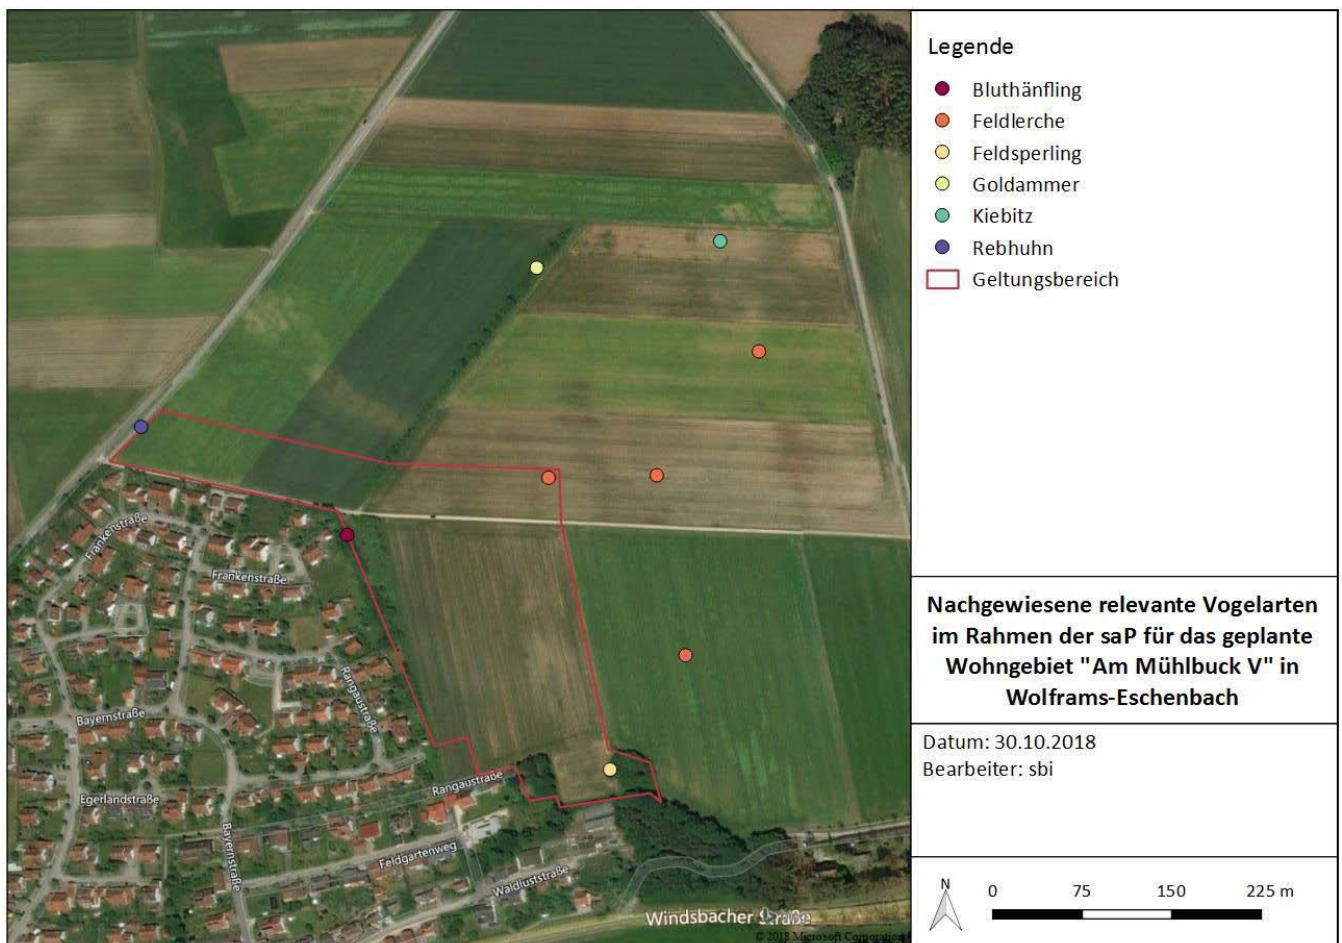 Legende
Bluthänfling
Feldlerche
Feldsperling
Goldammer
Kiebitz
Rebhuhn
Geltungsbereich
Nachgewiesene relevante Vogelarten
im Rahmen der saP für das geplante
Wohngebiet "Am Mühlbuck V" in
Wolframs-Eschenbach
Datum: 30.10.2018
Bearbeiter: sbi
N
0 75 150 225 m
Frankenstraße
Frankenstraße
Rangaustraße
Bayernstraße
Rangaustraße
Egerlandstraße
Bayernstraße
Feldgartenweg
Waldluststraße
Windsbacher Straße
© 2018 Microsoft Corporation